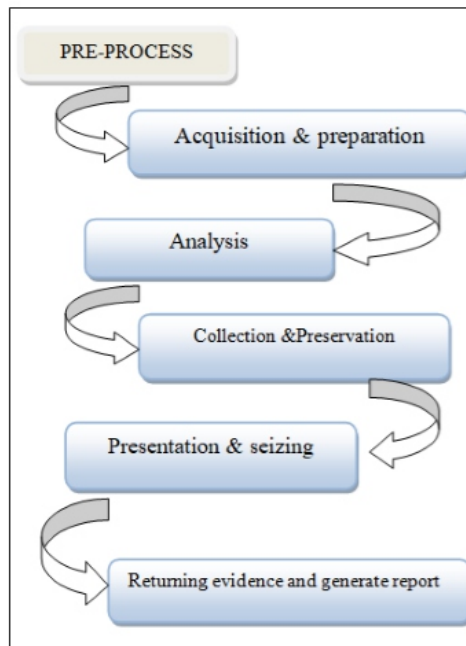 PRE-PROCESS
Acquisition & preparation
Analysis
Collection &Preservation
Presentation & seizing
Returning evidence and generate report